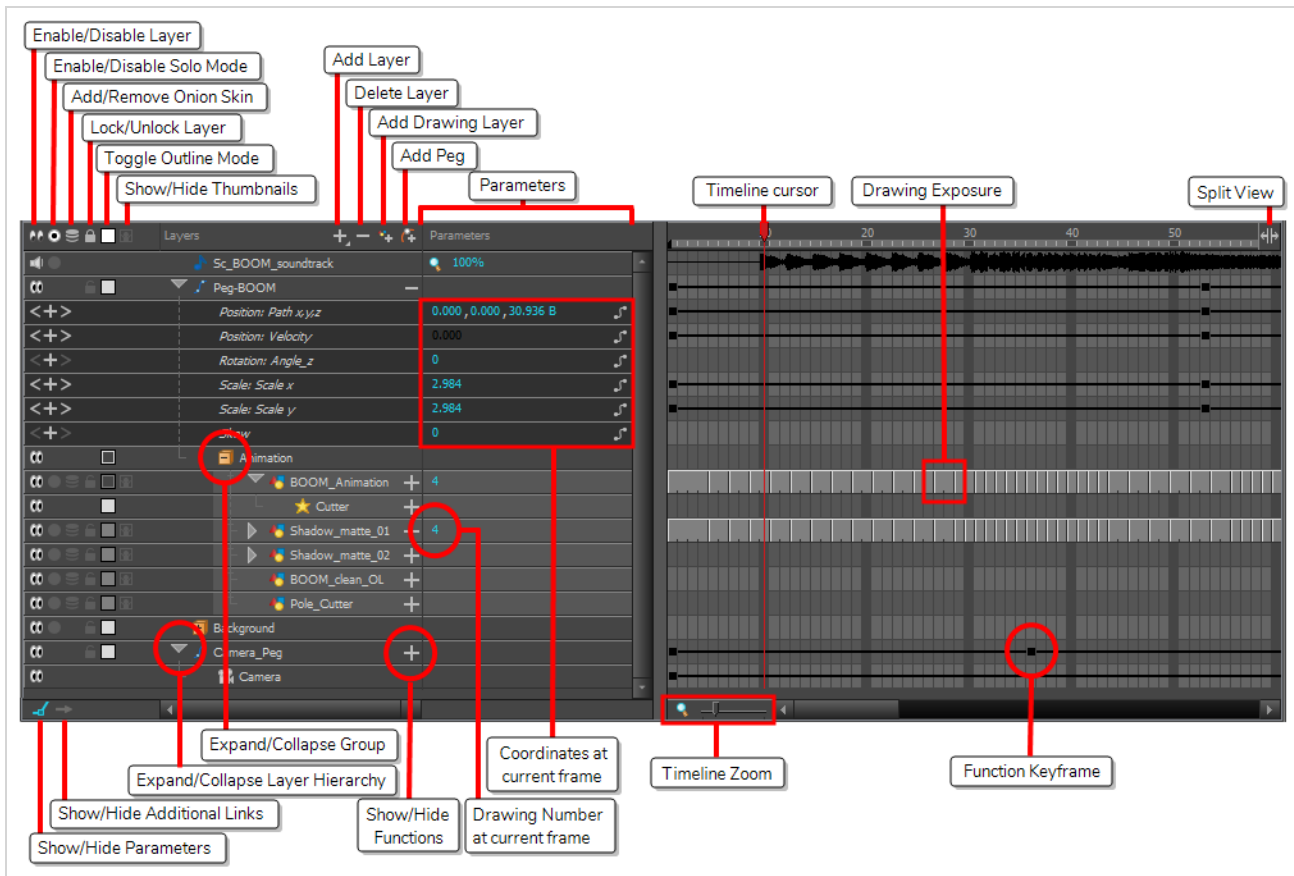 Enable/Disable Layer
Enable/Disable Solo Mode
Add/Remove Onion Skin
Lock/Unlock Layer
Toggle Outline Mode
Show/Hide Thumbnails
Add Layer
Delete Layer
Add Drawing Layer
Add Peg
Parameters
Timeline cursor
Drawing Exposure
Split View
Layers
Parameters
20
30
40
50
Sc_BOOM_soundtrack
100%
Peg-BOOM
Position: Path x,y,z
0.000 , 0.000 , 30.936 B
Position: Velocity
0.000
Rotation: Angle_z
0
Scale: Scale x
2.984
Scale: Scale y
2.984
Skew
0
Animation
BOOM_Animation
4
Cutter
Shadow_matte_01
4
Shadow_matte_02
BOOM_clean_OL
Pole_Cutter
Background
Camera_Peg
Camera
Expand/Collapse Group
Expand/Collapse Layer Hierarchy
Show/Hide Additional Links
Show/Hide Parameters
Show/Hide
Functions
Coordinates at
current frame
Drawing Number
at current frame
Timeline Zoom
Function Keyframe